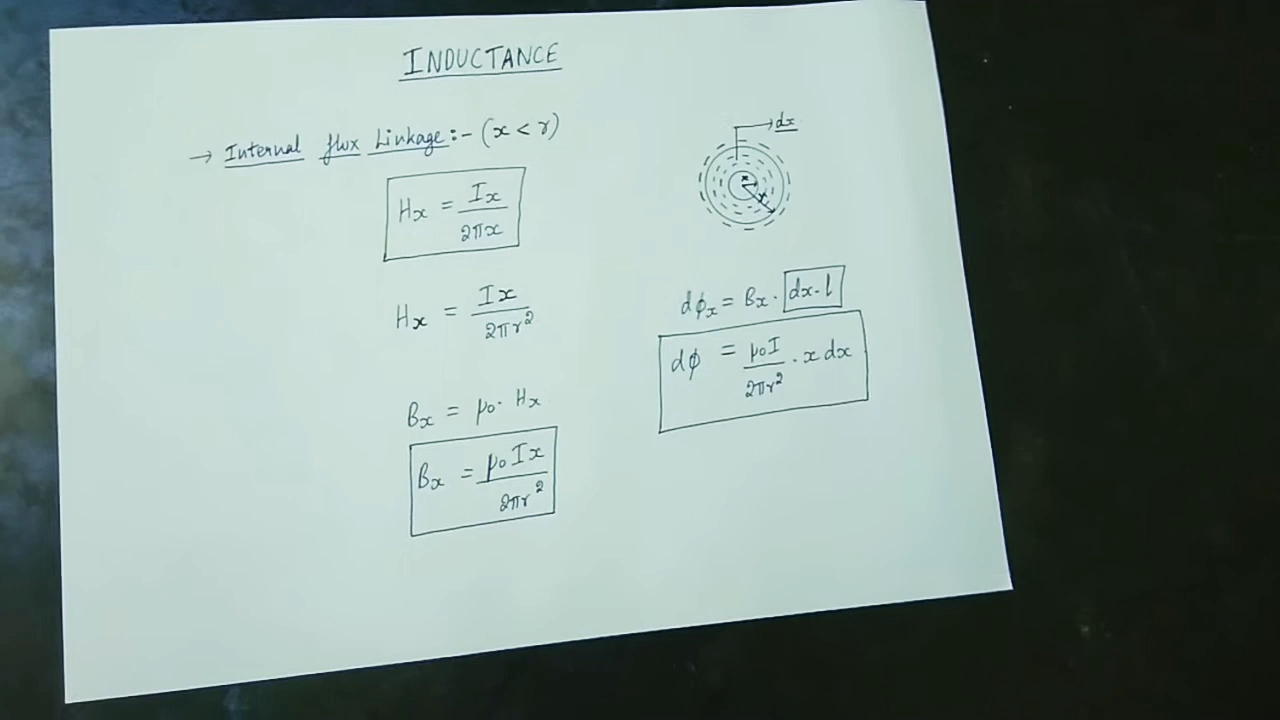 INDUCTANCE
→ Internal flux Linkage:- (x < r)
dx
x
r
Hx = Ix / 2πx
Hx = Ix / 2πr²
Bx = μ₀ · Hx
Bx = μ₀Ix / 2πr²
dϕx = Bx · dx·l
dϕ = μ₀I / 2πr² · x dx